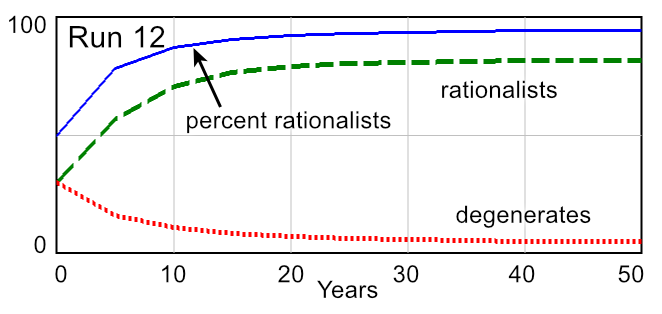 100
Run 12
percent rationalists
rationalists
degenerates
0
0 10 20 30 40 50
Years